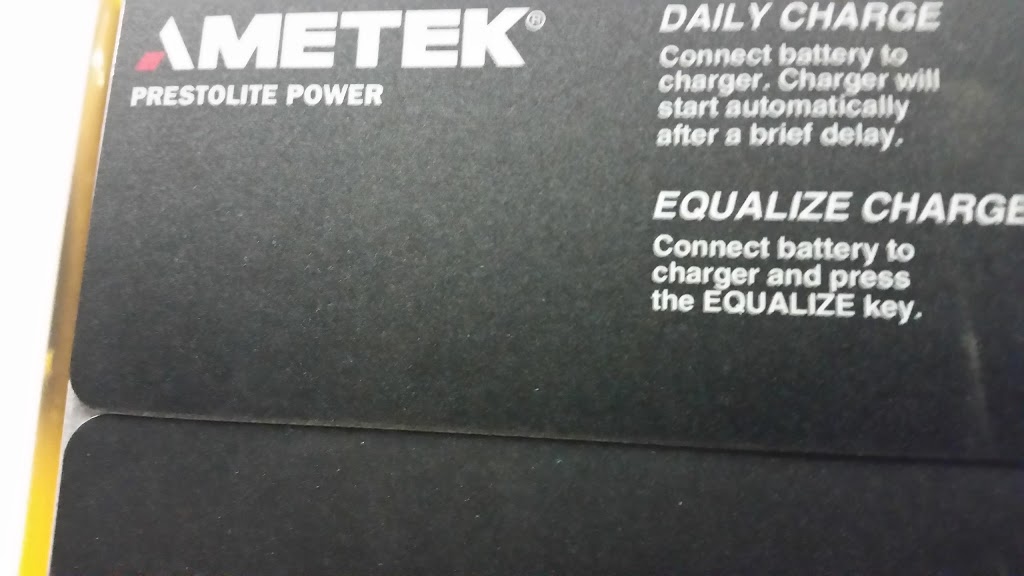 AMETEK®
PRESTOLITE POWER
DAILY CHARGE
Connect battery to
charger. Charger will
start automatically
after a brief delay.
EQUALIZE CHARGE
Connect battery to
charger and press
the EQUALIZE key.